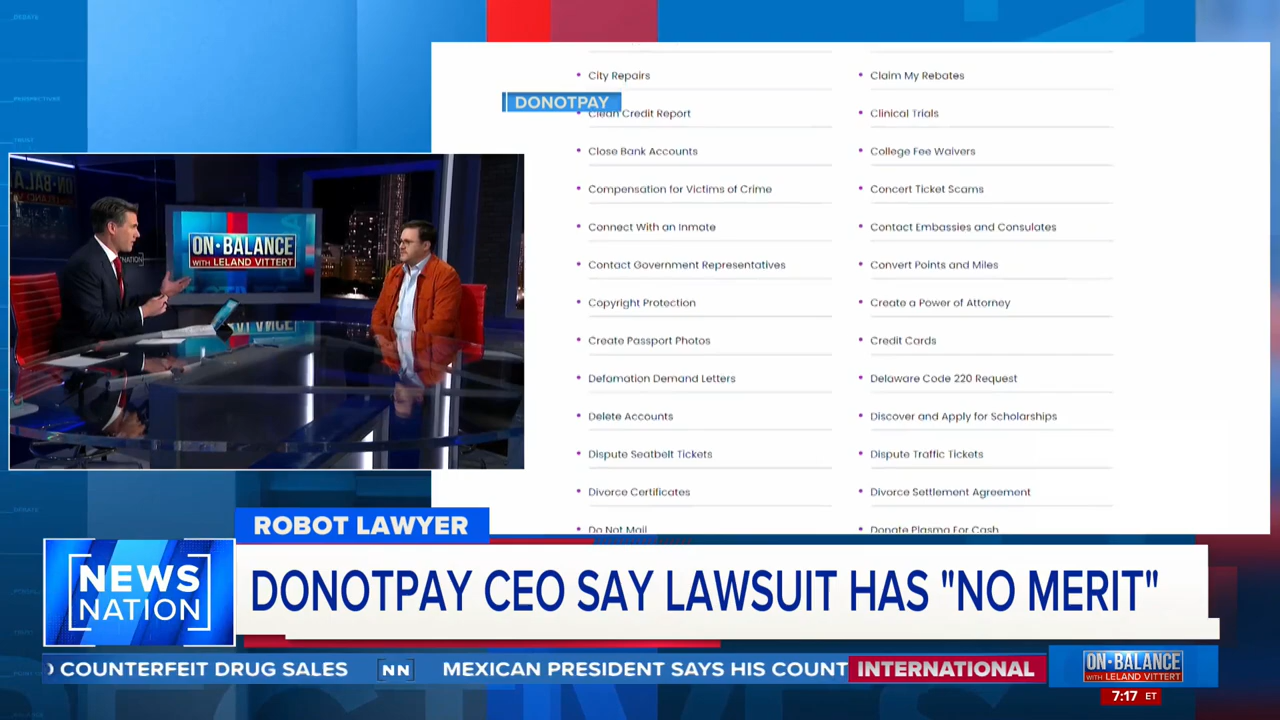 City Repairs
Claim My Rebates
DONOTPAY
Clean Credit Report
Clinical Trials
Close Bank Accounts
College Fee Waivers
Compensation for Victims of Crime
Concert Ticket Scams
Connect With an Inmate
Contact Embassies and Consulates
Contact Government Representatives
Convert Points and Miles
Copyright Protection
Create a Power of Attorney
Create Passport Photos
Credit Cards
Defamation Demand Letters
Delaware Code 220 Request
Delete Accounts
Discover and Apply for Scholarships
Dispute Seatbelt Tickets
Dispute Traffic Tickets
Divorce Certificates
Divorce Settlement Agreement
Do Not Mail
Donate Plasma For Cash
ON·BALANCE
WITH LELAND VITTERT
ROBOT LAWYER
NEWS
NATION
DONOTPAY CEO SAY LAWSUIT HAS "NO MERIT"
COUNTERFEIT DRUG SALES NN MEXICAN PRESIDENT SAYS HIS COUNT
INTERNATIONAL
ON·BALANCE
WITH LELAND VITTERT
7:17 ET